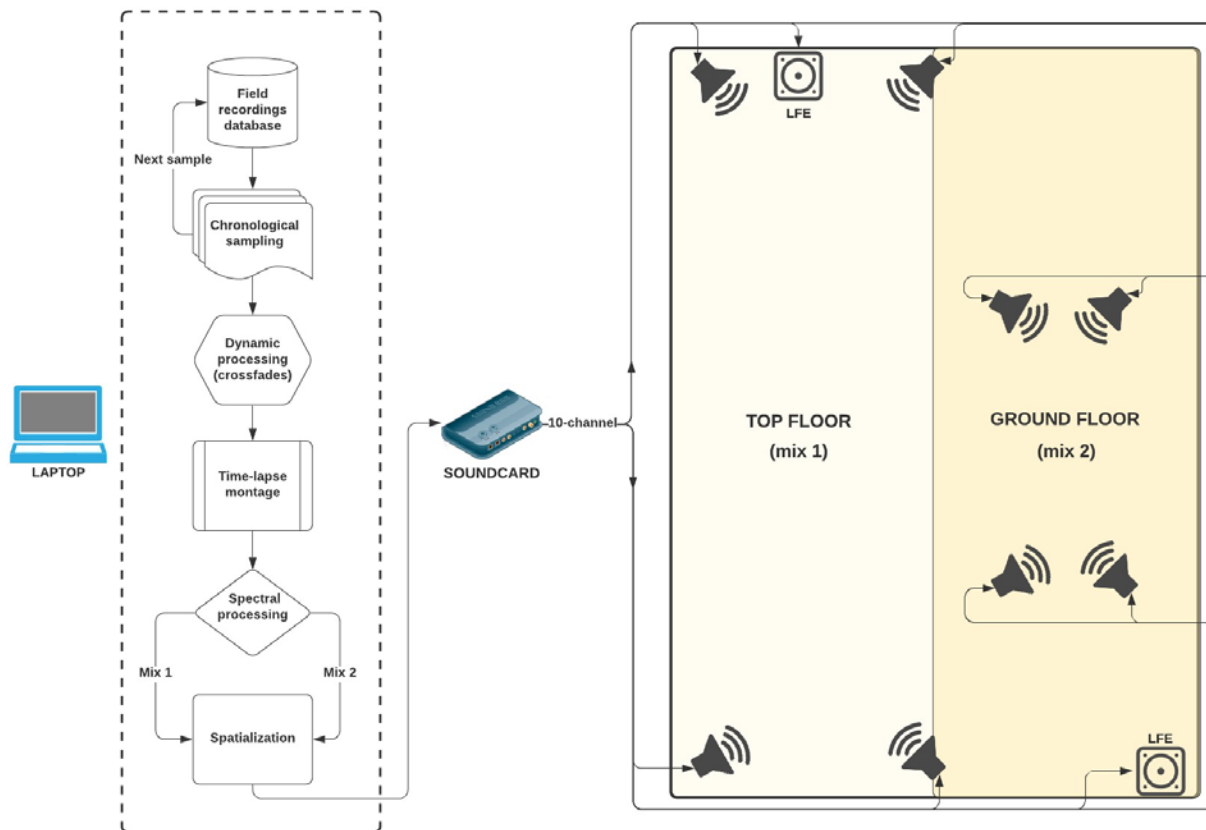 Field
recordings
database
Next sample
Chronological
sampling
Dynamic
processing
(crossfades)
Time-lapse
montage
Spectral
processing
Mix 1
Mix 2
Spatialization
LAPTOP
SOUNDCARD
10-channel
LFE
TOP FLOOR
(mix 1)
GROUND FLOOR
(mix 2)
LFE